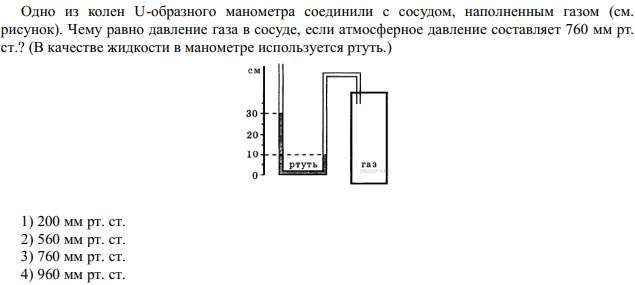 Одно из колен U-образного манометра соединили с сосудом, наполненным газом (см.
рисунок). Чему равно давление газа в сосуде, если атмосферное давление составляет 760 мм рт.
ст.? (В качестве жидкости в манометре используется ртуть.)
см
30
20
10
ртуть
газ
0
1) 200 мм рт. ст.
2) 560 мм рт. ст.
3) 760 мм рт. ст.
4) 960 мм рт. ст.